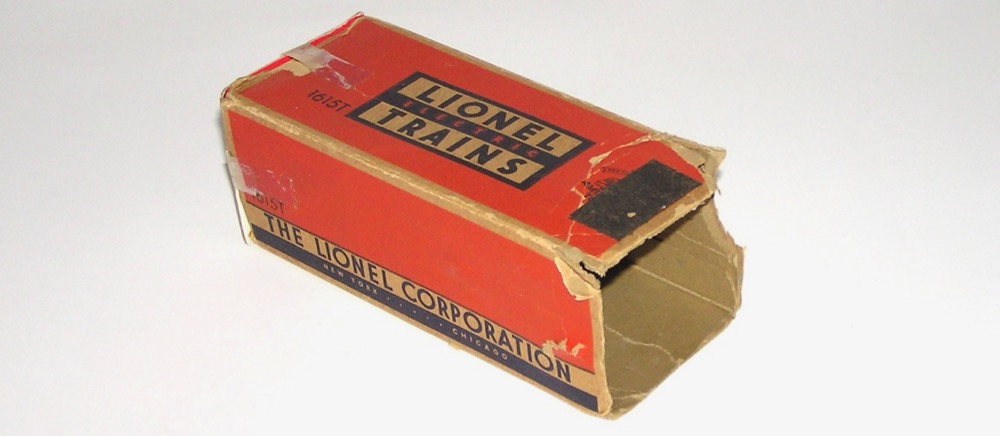 1615T
LIONEL
ELECTRIC
TRAINS
615T
THE LIONEL CORPORATION
NEW YORK . . . . . . CHICAGO